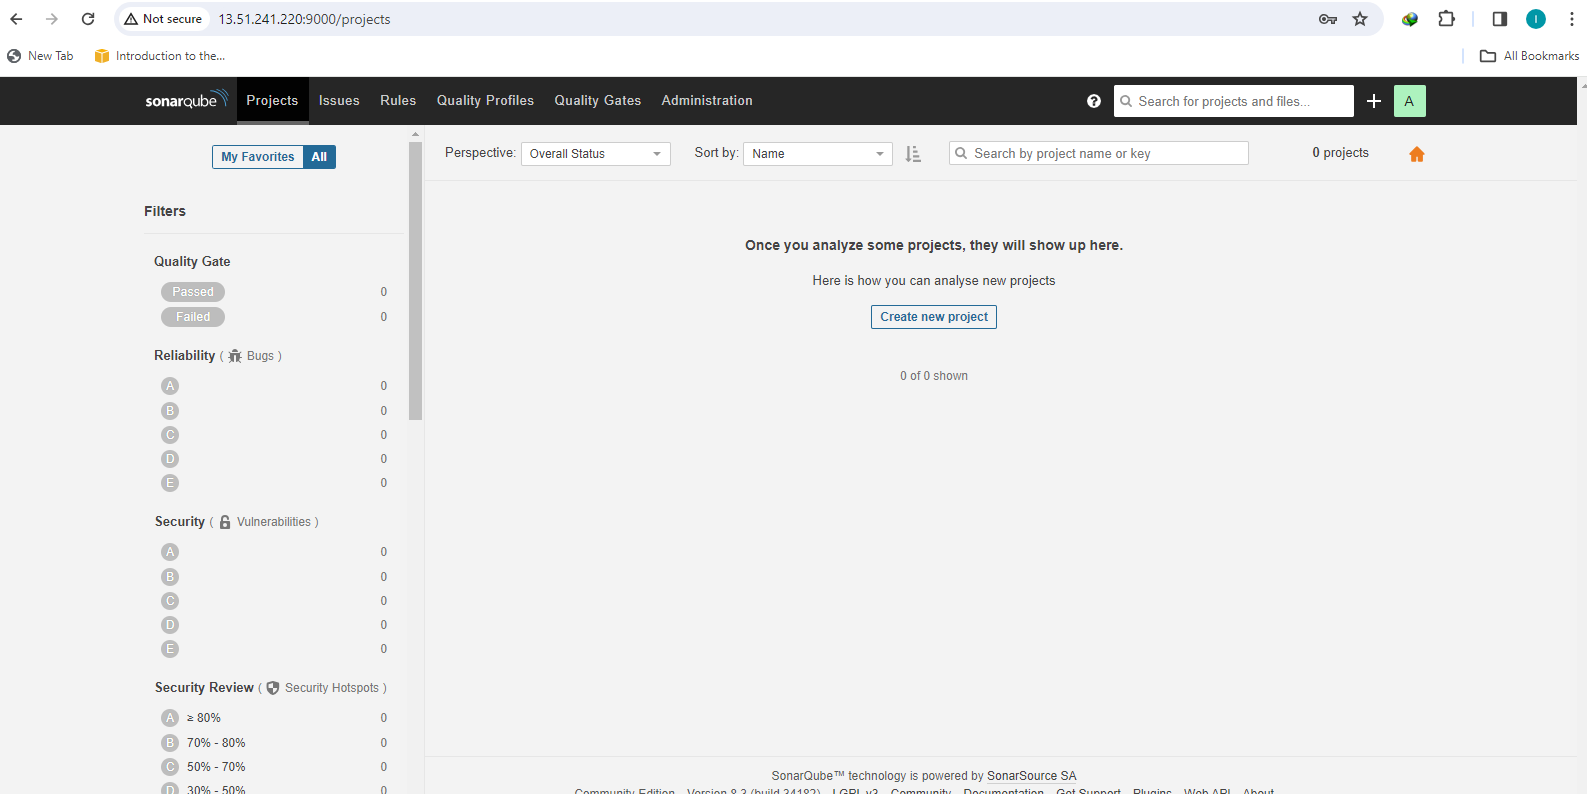 Not secure 13.51.241.220:9000/projects I
New Tab Introduction to the... All Bookmarks
sonarqube Projects Issues Rules Quality Profiles Quality Gates Administration Search for projects and files... A
My Favorites All
Perspective: Overall Status Sort by: Name Search by project name or key 0 projects
Filters
Once you analyze some projects, they will show up here.
Quality Gate
Here is how you can analyse new projects
Passed 0
Failed 0
Create new project
Reliability ( Bugs )
0 of 0 shown
A 0
B 0
C 0
D 0
E 0
Security ( Vulnerabilities )
A 0
B 0
C 0
D 0
E 0
Security Review ( Security Hotspots )
A ≥ 80% 0
B 70% - 80% 0
C 50% - 70% 0
D 30% - 50% 0
SonarQube™ technology is powered by SonarSource SA
Community Edition Version 8.3 (build 34182) LGPL v3 Community Documentation Get Support Plugins Web API About